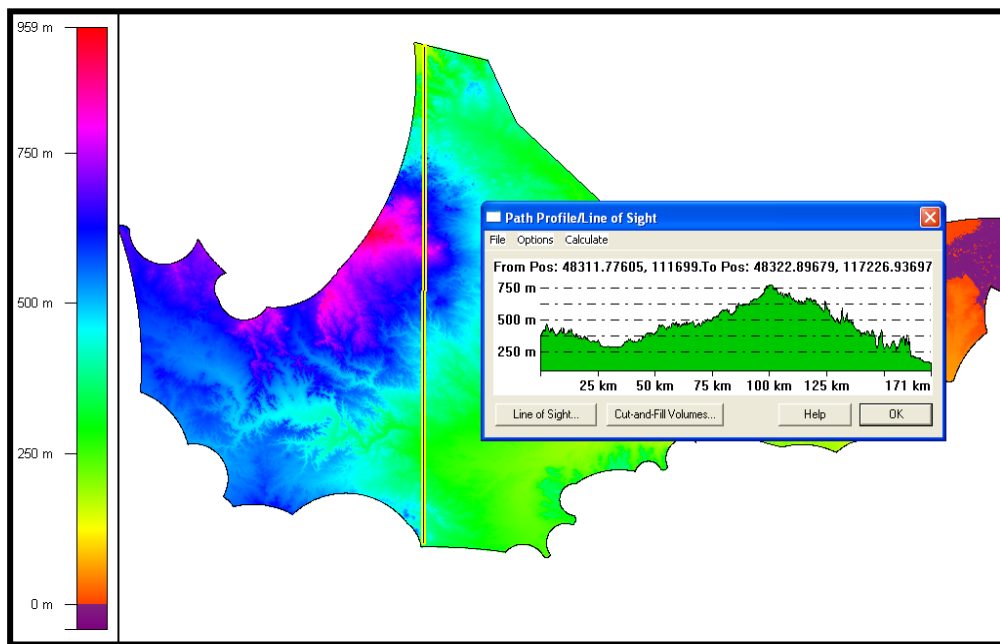 959 m
750 m
500 m
250 m
0 m
Path Profile/Line of Sight
File Options Calculate
From Pos: 48311.77605, 111699.To Pos: 48322.89679, 117226.93697
750 m
500 m
250 m
25 km 50 km 75 km 100 km 125 km 171 km
Line of Sight... Cut-and-Fill Volumes... Help OK